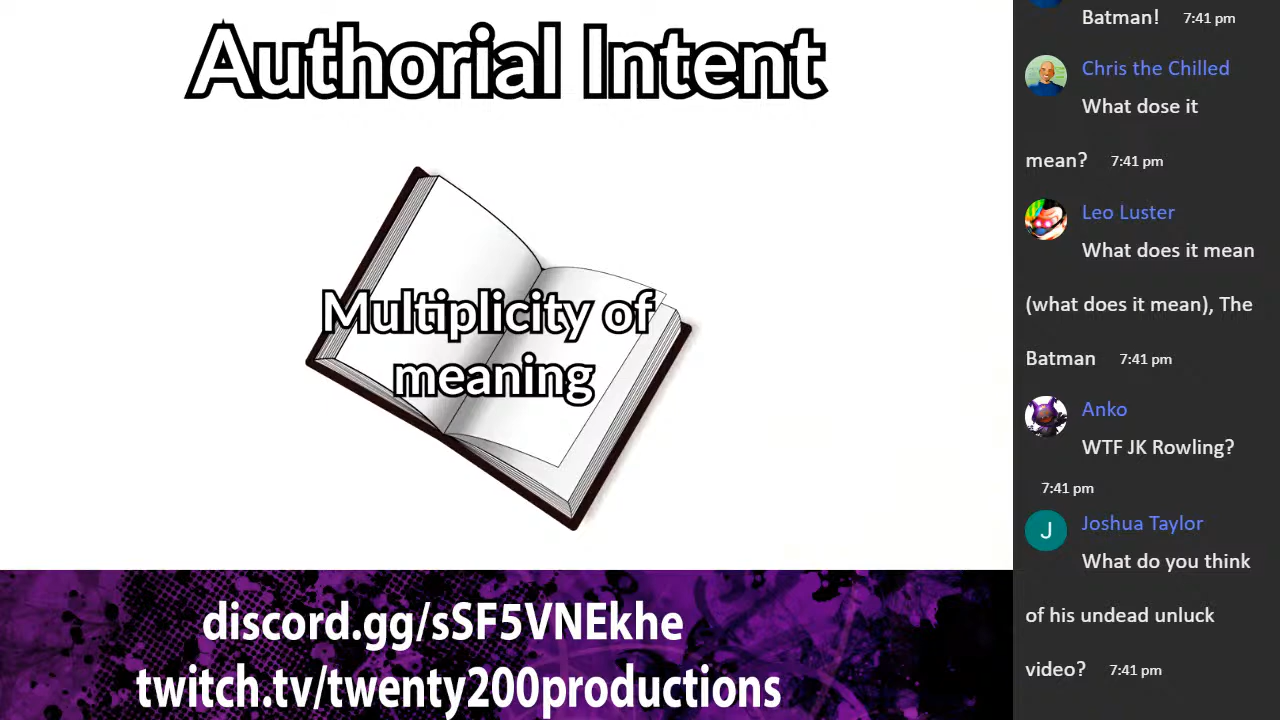 Authorial Intent
Multiplicity of
meaning
discord.gg/sSF5VNEkhe
twitch.tv/twenty200productions
Batman! 7:41 pm
Chris the Chilled
What dose it
mean? 7:41 pm
Leo Luster
What does it mean
(what does it mean), The
Batman 7:41 pm
Anko
WTF JK Rowling?
7:41 pm
J
Joshua Taylor
What do you think
of his undead unluck
video? 7:41 pm